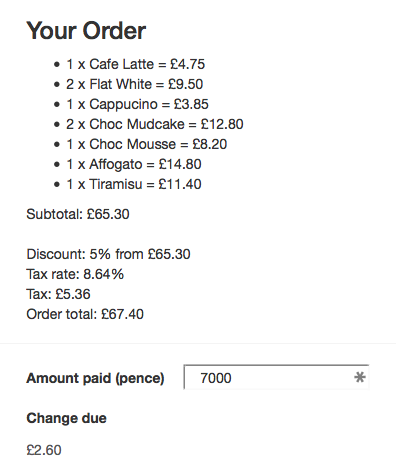 Your Order
• 1 x Cafe Latte = £4.75
• 2 x Flat White = £9.50
• 1 x Cappucino = £3.85
• 2 x Choc Mudcake = £12.80
• 1 x Choc Mousse = £8.20
• 1 x Affogato = £14.80
• 1 x Tiramisu = £11.40
Subtotal: £65.30
Discount: 5% from £65.30
Tax rate: 8.64%
Tax: £5.36
Order total: £67.40
Amount paid (pence) 7000
Change due
£2.60